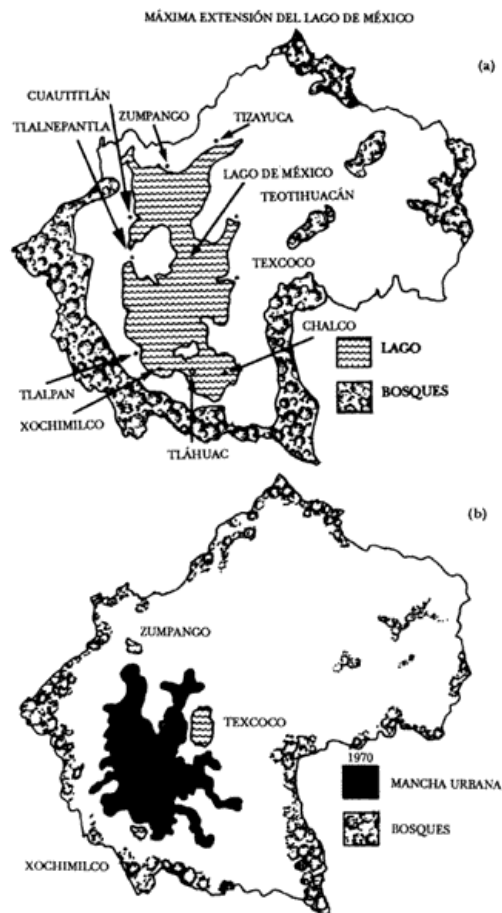 MÁXIMA EXTENSIÓN DEL LAGO DE MÉXICO
(a)
CUAUTITLÁN
ZUMPANGO
TLALNEPANTLA
TIZAYUCA
LAGO DE MÉXICO
TEOTIHUACÁN
TEXCOCO
CHALCO
LAGO
BOSQUES
TLALPAN
XOCHIMILCO
TLÁHUAC
(b)
ZUMPANGO
TEXCOCO
1970
MANCHA URBANA
BOSQUES
XOCHIMILCO